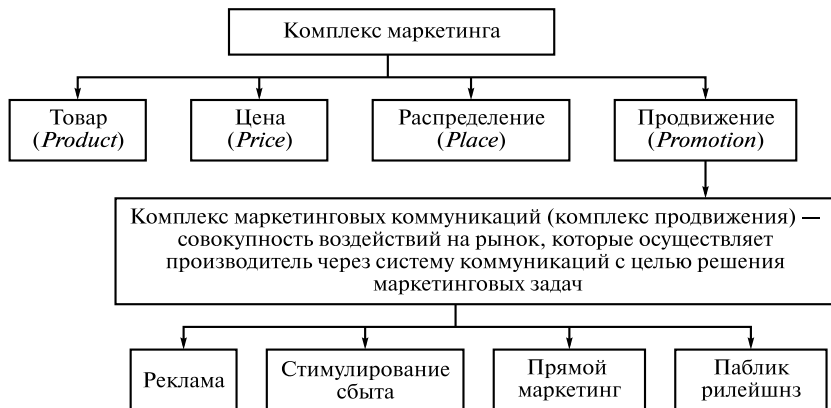 Комплекс маркетинга
Товар
(Product)
Цена
(Price)
Распределение
(Place)
Продвижение
(Promotion)
Комплекс маркетинговых коммуникаций (комплекс продвижения) —
совокупность воздействий на рынок, которые осуществляет
производитель через систему коммуникаций с целью решения
маркетинговых задач
Реклама
Стимулирование
сбыта
Прямой
маркетинг
Паблик
рилейшнз